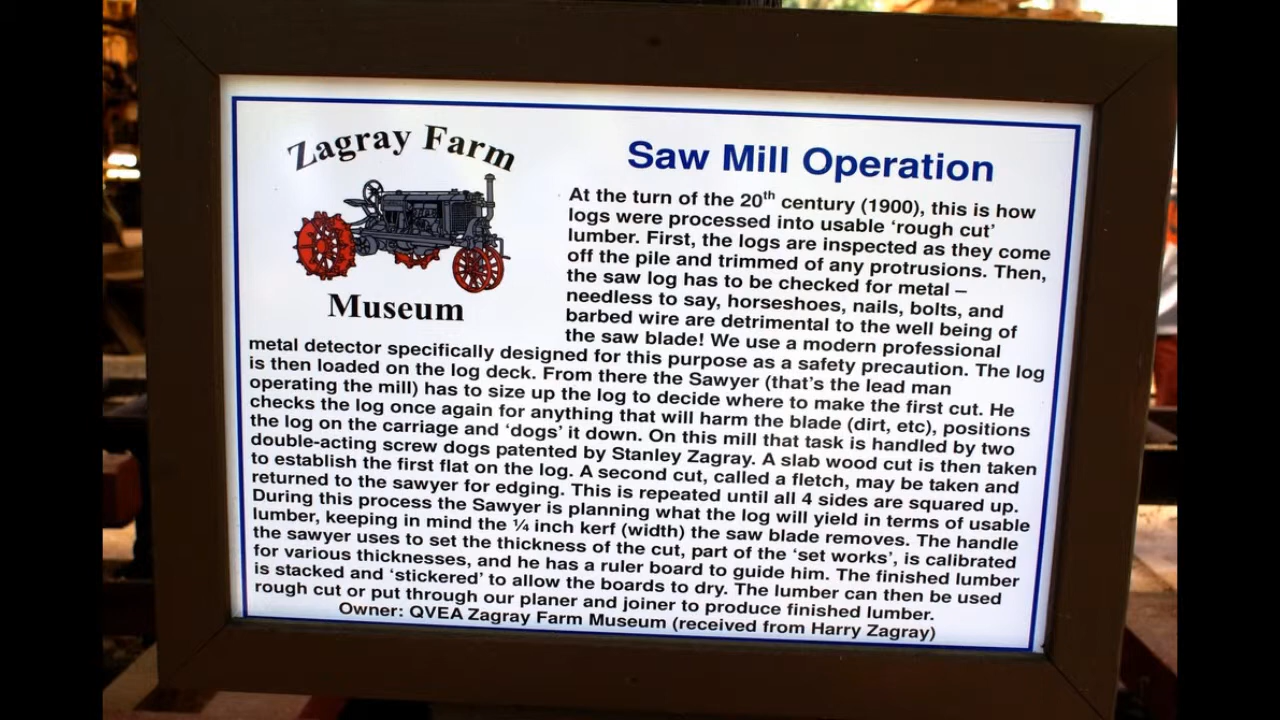 Zagray Farm
Museum
Saw Mill Operation
At the turn of the 20th century (1900), this is how
logs were processed into usable ‘rough cut’
lumber. First, the logs are inspected as they come
off the pile and trimmed of any protrusions. Then,
the saw log has to be checked for metal –
needless to say, horseshoes, nails, bolts, and
barbed wire are detrimental to the well being of
the saw blade! We use a modern professional
metal detector specifically designed for this purpose as a safety precaution. The log
is then loaded on the log deck. From there the Sawyer (that’s the lead man
operating the mill) has to size up the log to decide where to make the first cut. He
checks the log once again for anything that will harm the blade (dirt, etc), positions
the log on the carriage and ‘dogs’ it down. On this mill that task is handled by two
double-acting screw dogs patented by Stanley Zagray. A slab wood cut is then taken
to establish the first flat on the log. A second cut, called a fletch, may be taken and
returned to the sawyer for edging. This is repeated until all 4 sides are squared up.
During this process the Sawyer is planning what the log will yield in terms of usable
lumber, keeping in mind the ¼ inch kerf (width) the saw blade removes. The handle
the sawyer uses to set the thickness of the cut, part of the ‘set works’, is calibrated
for various thicknesses, and he has a ruler board to guide him. The finished lumber
is stacked and ‘stickered’ to allow the boards to dry. The lumber can then be used
rough cut or put through our planer and joiner to produce finished lumber.
Owner: QVEA Zagray Farm Museum (received from Harry Zagray)